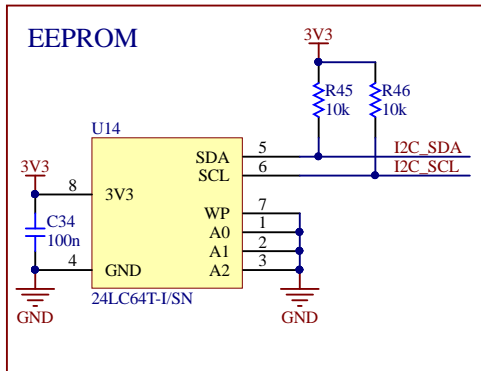 EEPROM
3V3
R45
10k
R46
10k
U14
SDA 5 I2C_SDA
SCL 6 I2C_SCL
3V3
8 3V3
C34
100n
WP 7
A0 1
A1 2
A2 3
4 GND
24LC64T-I/SN
GND
GND